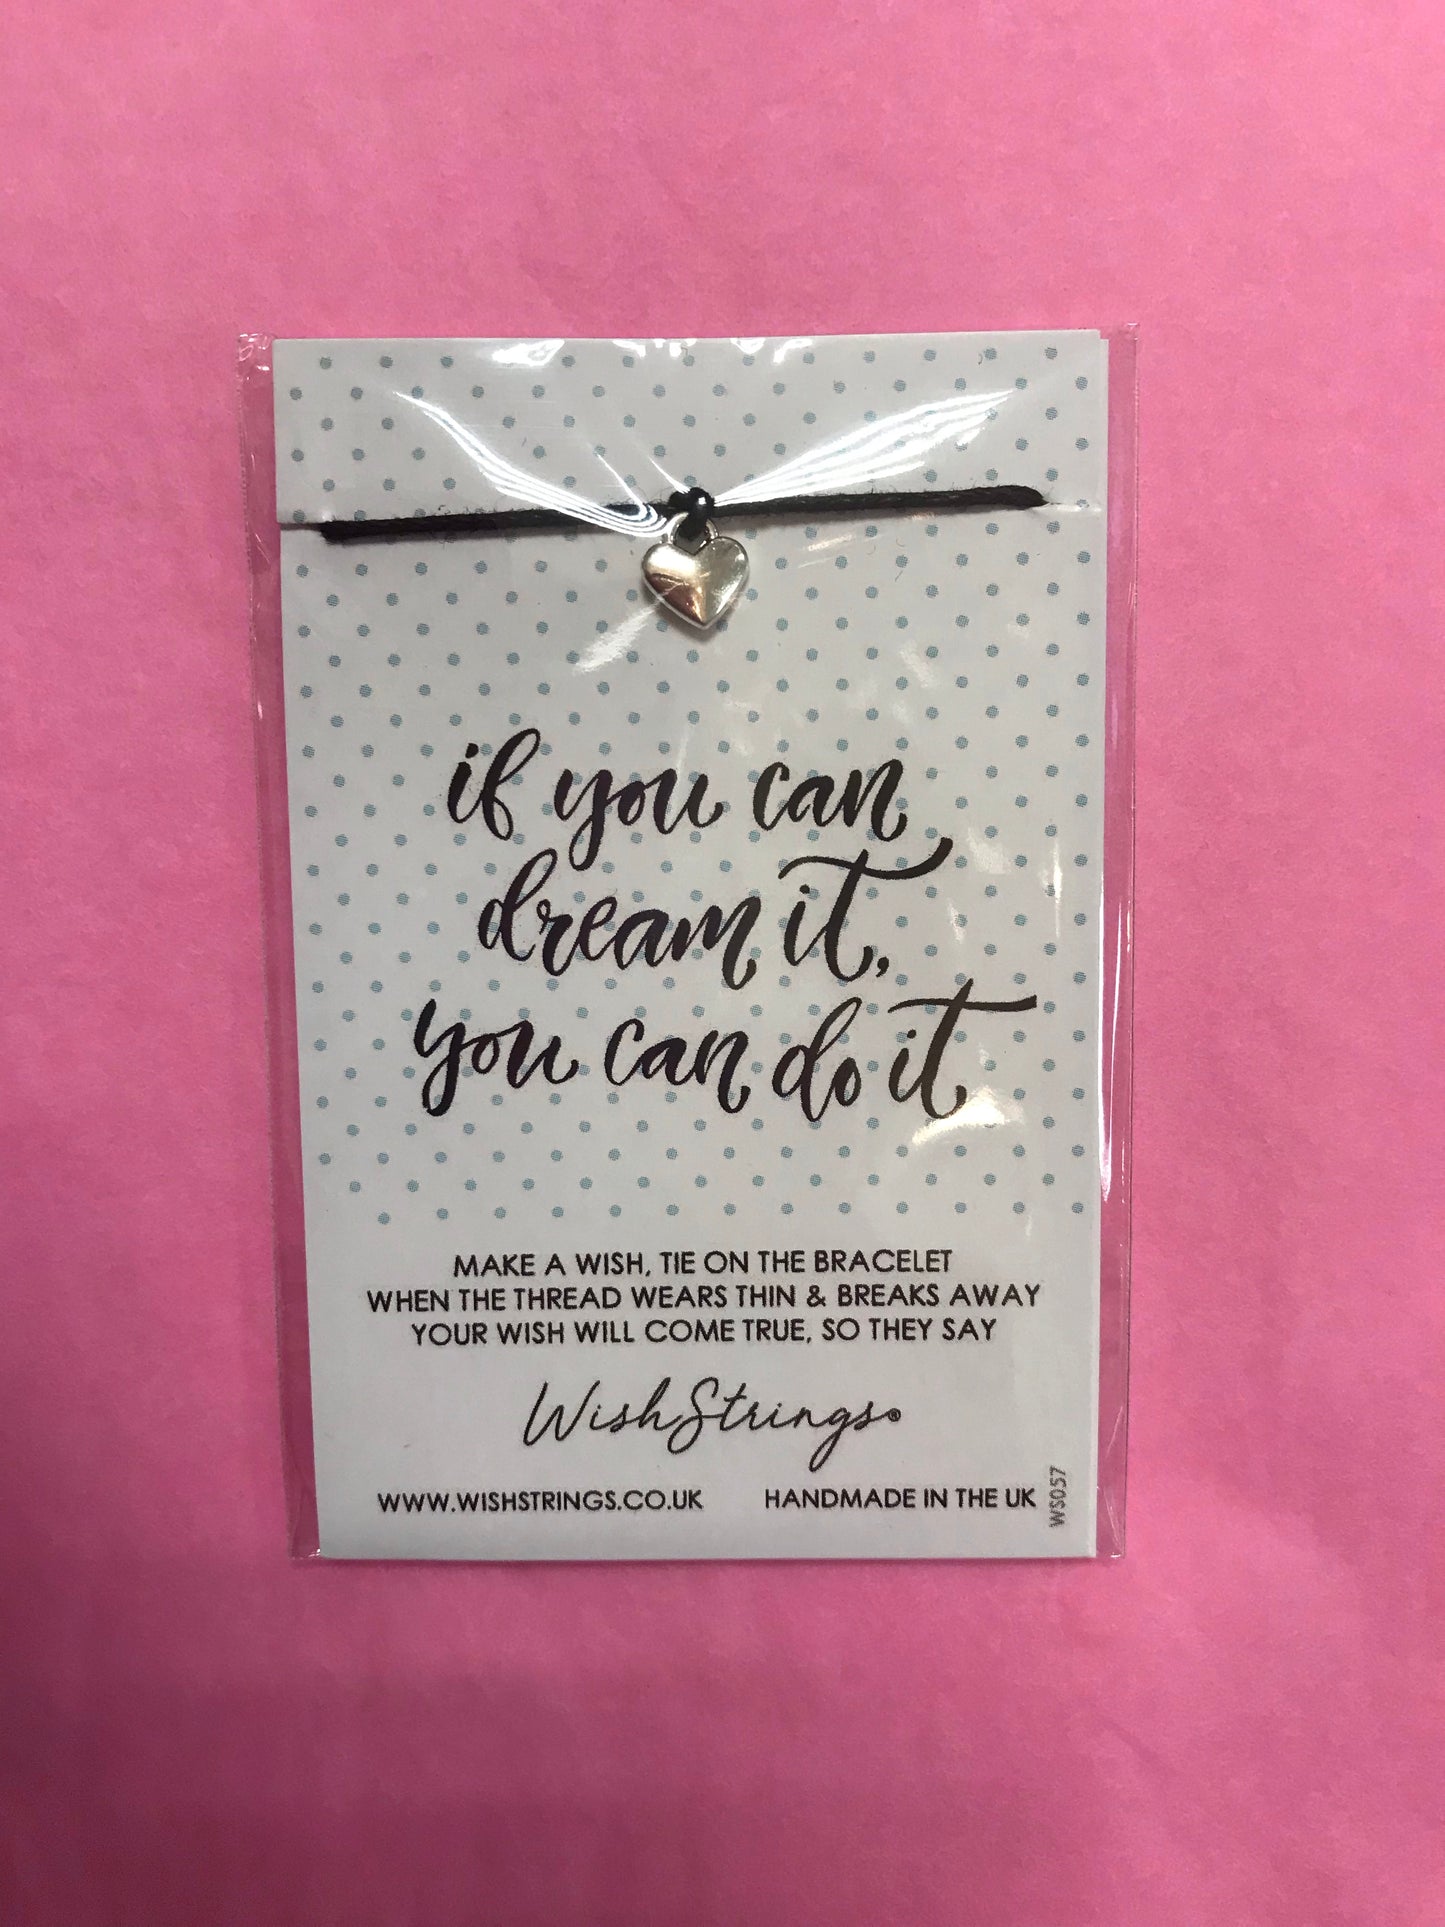 if you can
dream it,
you can do it
MAKE A WISH, TIE ON THE BRACELET
WHEN THE THREAD WEARS THIN & BREAKS AWAY
YOUR WISH WILL COME TRUE, SO THEY SAY
WishStrings®
WWW.WISHSTRINGS.CO.UK HANDMADE IN THE UK
WS057